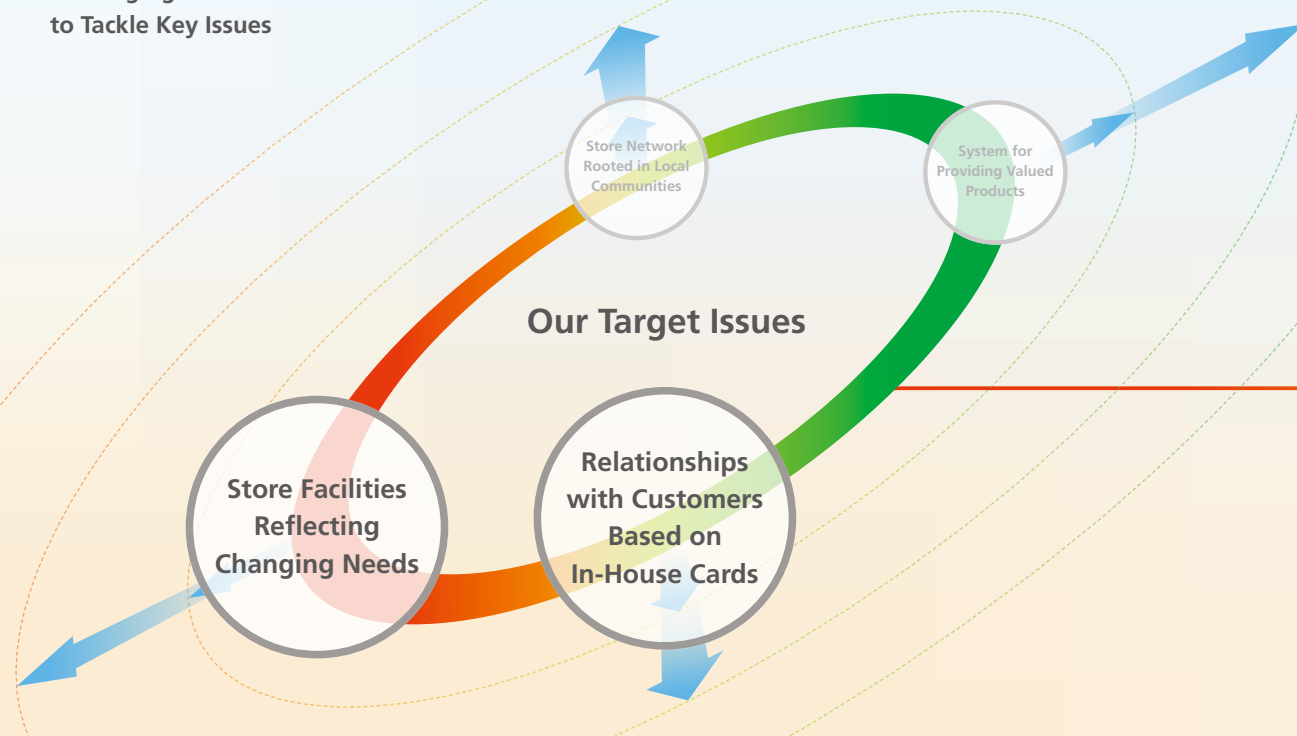 to Tackle Key Issues
Store Network
Rooted in Local
Communities
System for
Providing Valued
Products
Our Target Issues
Store Facilities
Reflecting
Changing Needs
Relationships
with Customers
Based on
In-House Cards